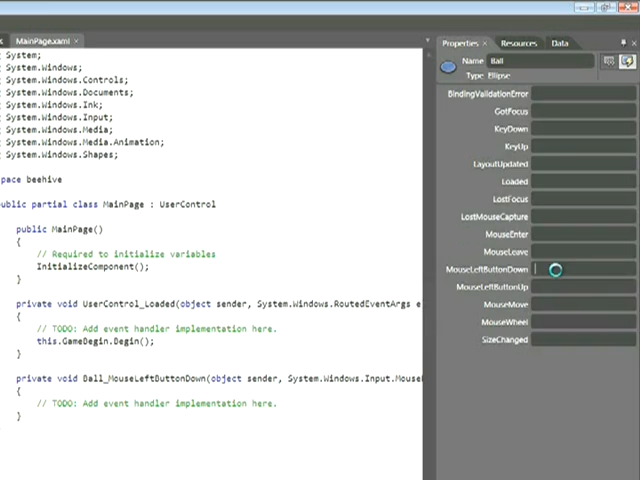 MainPage.xaml ×
System;
System.Windows;
System.Windows.Controls;
System.Windows.Documents;
System.Windows.Ink;
System.Windows.Input;
System.Windows.Media;
System.Windows.Media.Animation;
System.Windows.Shapes;
pace beehive
ublic partial class MainPage : UserControl
public MainPage()
{
// Required to initialize variables
InitializeComponent();
}
private void UserControl_Loaded(object sender, System.Windows.RoutedEventArgs e
{
// TODO: Add event handler implementation here.
this.GameBegin.Begin();
}
private void Ball_MouseLeftButtonDown(object sender, System.Windows.Input.Mouse
{
// TODO: Add event handler implementation here.
}
Properties × Resources Data
Name Ball
Type Ellipse
BindingValidationError
GotFocus
KeyDown
KeyUp
LayoutUpdated
Loaded
LostFocus
LostMouseCapture
MouseEnter
MouseLeave
MouseLeftButtonDown
MouseLeftButtonUp
MouseMove
MouseWheel
SizeChanged